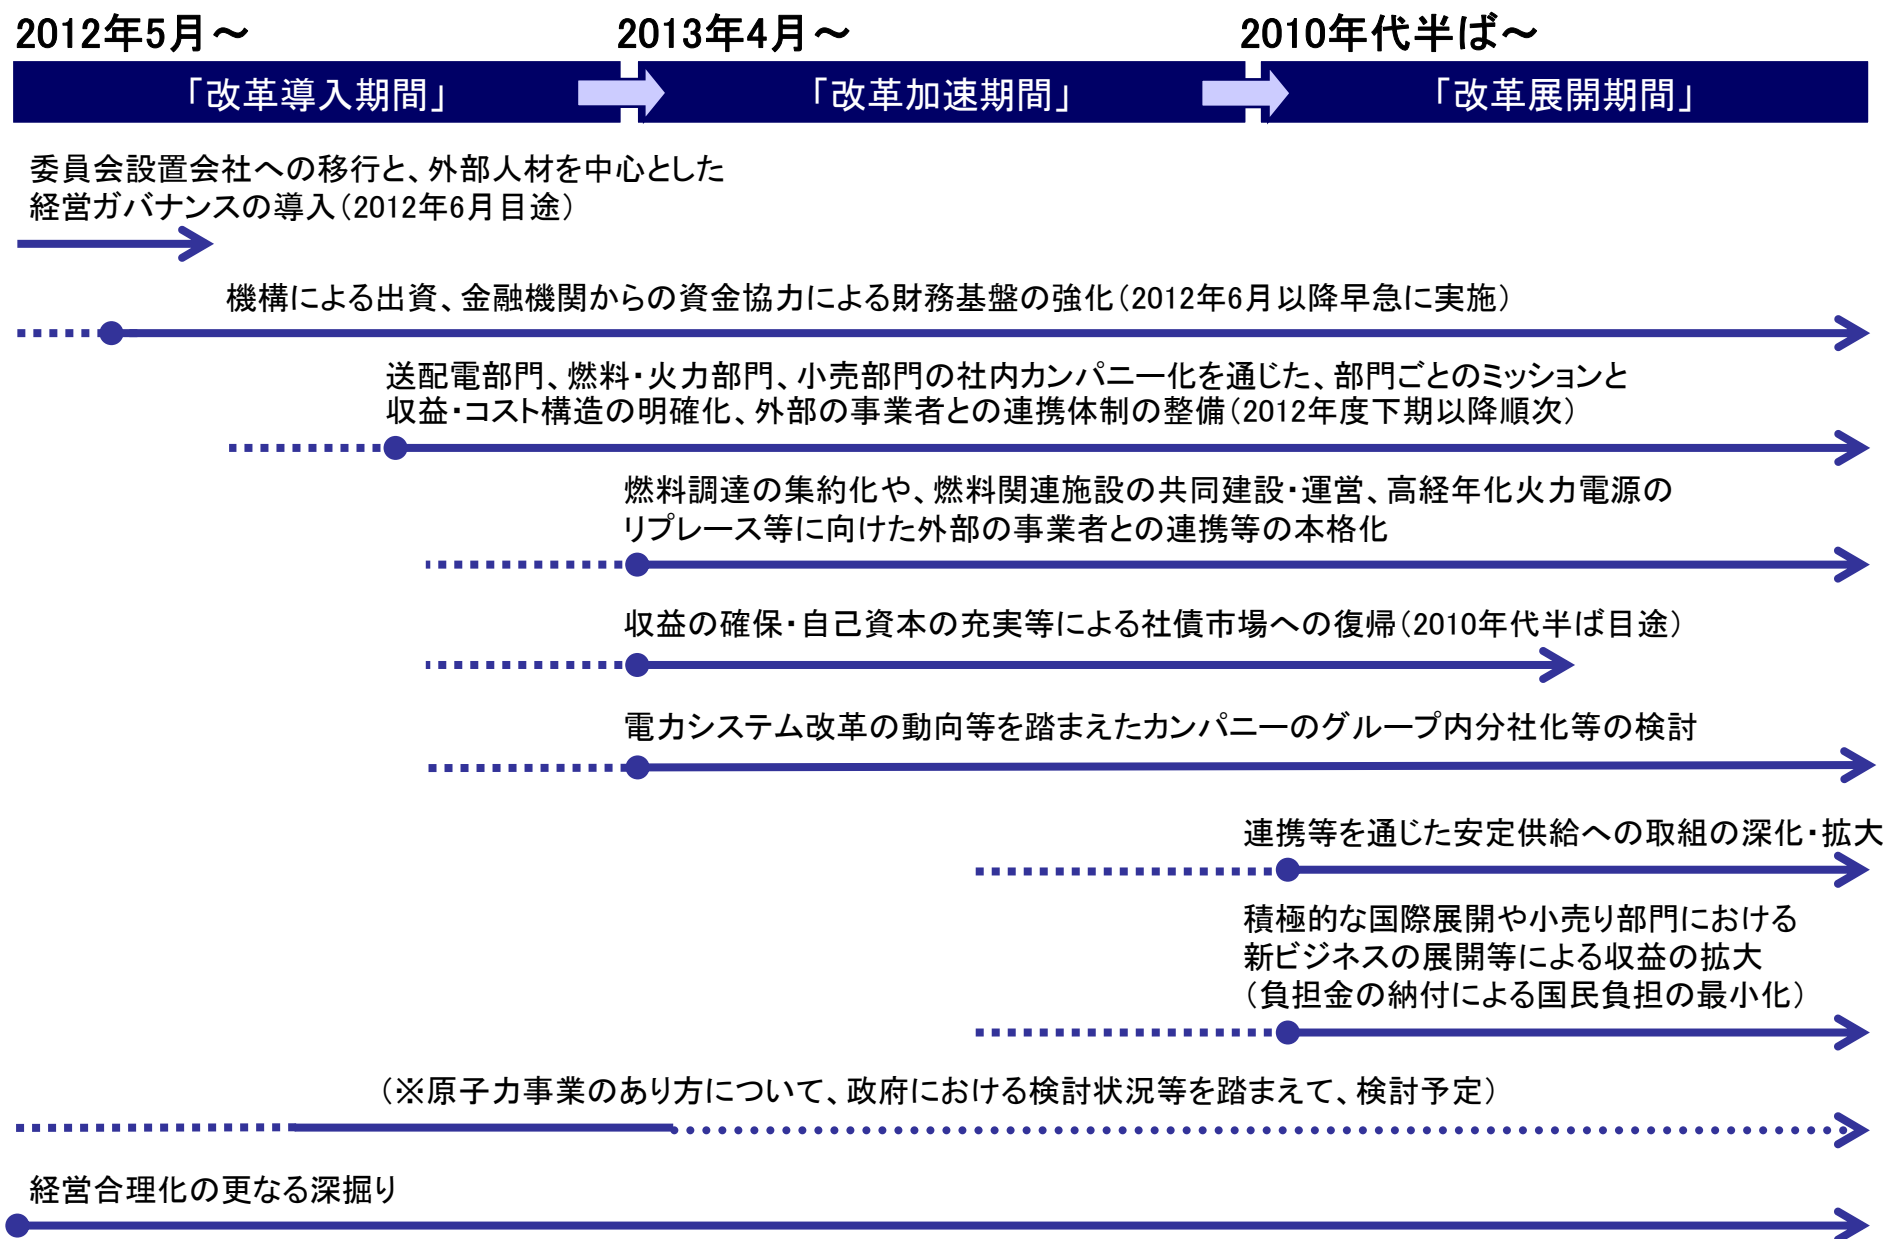 2012年5月～
2013年4月～
2010年代半ば～
「改革導入期間」
「改革加速期間」
「改革展開期間」
委員会設置会社への移行と、外部人材を中心とした
経営ガバナンスの導入（2012年6月目途）
機構による出資、金融機関からの資金協力による財務基盤の強化（2012年6月以降早急に実施）
送配電部門、燃料・火力部門、小売部門の社内カンパニー化を通じた、部門ごとのミッションと
収益・コスト構造の明確化、外部の事業者との連携体制の整備（2012年度下期以降順次）
燃料調達の集約化や、燃料関連施設の共同建設・運営、高経年化火力電源の
リプレース等に向けた外部の事業者との連携等の本格化
収益の確保・自己資本の充実等による社債市場への復帰（2010年代半ば目途）
電力システム改革の動向等を踏まえたカンパニーのグループ内分社化等の検討
連携等を通じた安定供給への取組の深化・拡大
積極的な国際展開や小売り部門における
新ビジネスの展開等による収益の拡大
（負担金の納付による国民負担の最小化）
（※原子力事業のあり方について、政府における検討状況等を踏まえて、検討予定）
経営合理化の更なる深掘り